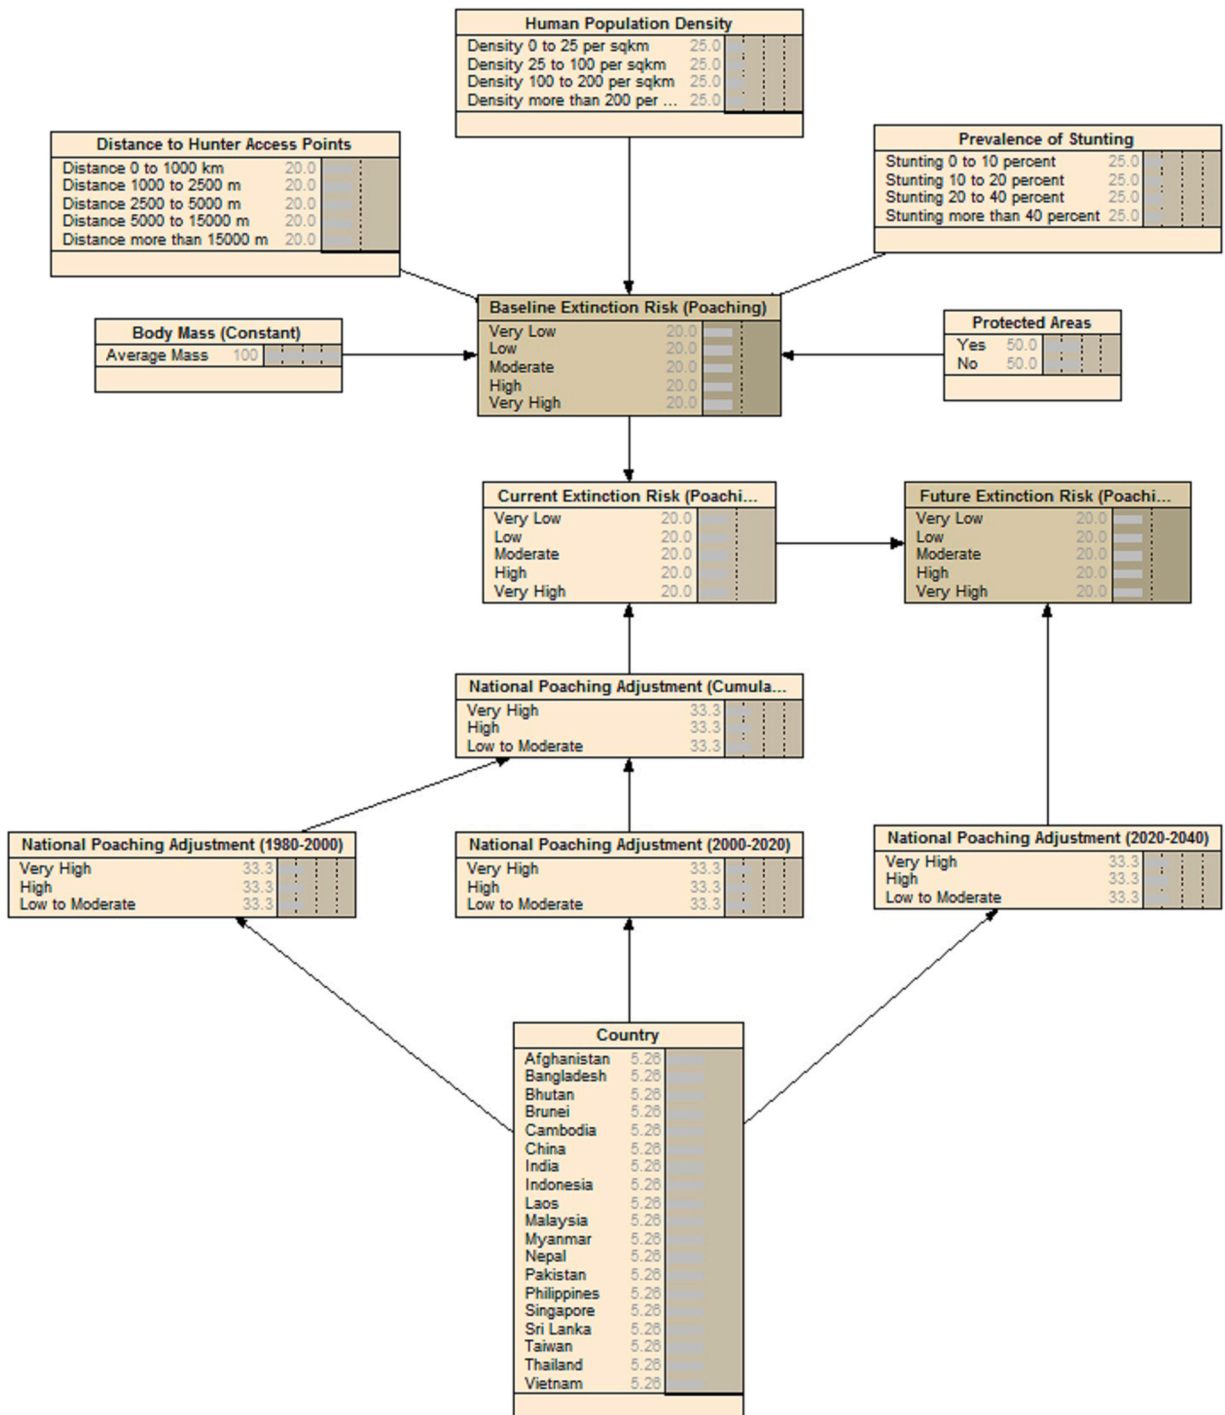 Human Population Density
Density 0 to 25 per sqkm 25.0
Density 25 to 100 per sqkm 25.0
Density 100 to 200 per sqkm 25.0
Density more than 200 per ... 25.0
Distance to Hunter Access Points
Distance 0 to 1000 km 20.0
Distance 1000 to 2500 m 20.0
Distance 2500 to 5000 m 20.0
Distance 5000 to 15000 m 20.0
Distance more than 15000 m 20.0
Prevalence of Stunting
Stunting 0 to 10 percent 25.0
Stunting 10 to 20 percent 25.0
Stunting 20 to 40 percent 25.0
Stunting more than 40 percent 25.0
Baseline Extinction Risk (Poaching)
Very Low 20.0
Low 20.0
Moderate 20.0
High 20.0
Very High 20.0
Body Mass (Constant)
Average Mass 100
Protected Areas
Yes 50.0
No 50.0
Current Extinction Risk (Poachi...
Very Low 20.0
Low 20.0
Moderate 20.0
High 20.0
Very High 20.0
Future Extinction Risk (Poachi...
Very Low 20.0
Low 20.0
Moderate 20.0
High 20.0
Very High 20.0
National Poaching Adjustment (Cumula...
Very High 33.3
High 33.3
Low to Moderate 33.3
National Poaching Adjustment (1980-2000)
Very High 33.3
High 33.3
Low to Moderate 33.3
National Poaching Adjustment (2000-2020)
Very High 33.3
High 33.3
Low to Moderate 33.3
National Poaching Adjustment (2020-2040)
Very High 33.3
High 33.3
Low to Moderate 33.3
Country
Afghanistan 5.26
Bangladesh 5.26
Bhutan 5.26
Brunei 5.26
Cambodia 5.26
China 5.26
India 5.26
Indonesia 5.26
Laos 5.26
Malaysia 5.26
Myanmar 5.26
Nepal 5.26
Pakistan 5.26
Philippines 5.26
Singapore 5.26
Sri Lanka 5.26
Taiwan 5.26
Thailand 5.26
Vietnam 5.26